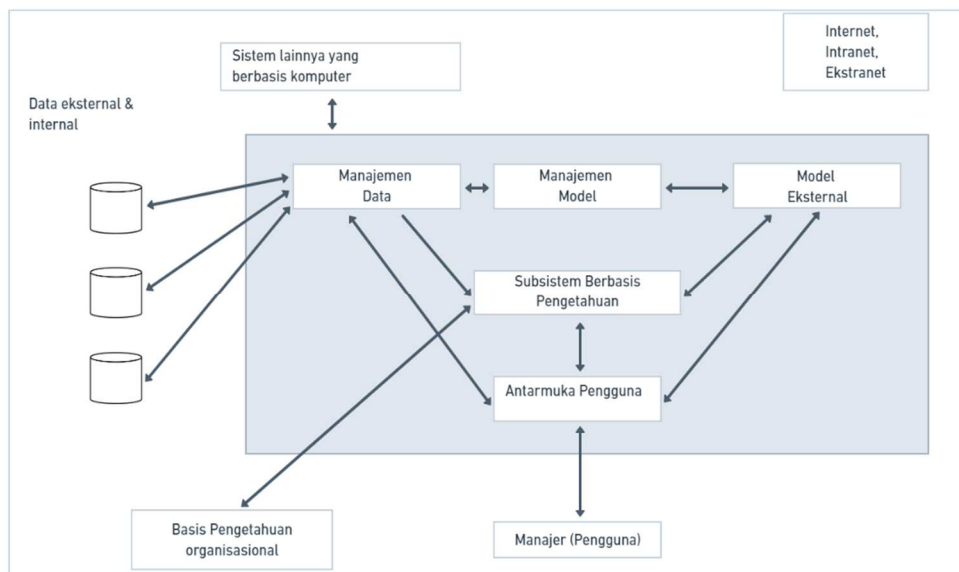 Internet,
Intranet,
Ekstranet
Sistem lainnya yang
berbasis komputer
Data eksternal &
internal
Manajemen
Data
Manajemen
Model
Model
Eksternal
Subsistem Berbasis
Pengetahuan
Antarmuka Pengguna
Basis Pengetahuan
organisasional
Manajer (Pengguna)